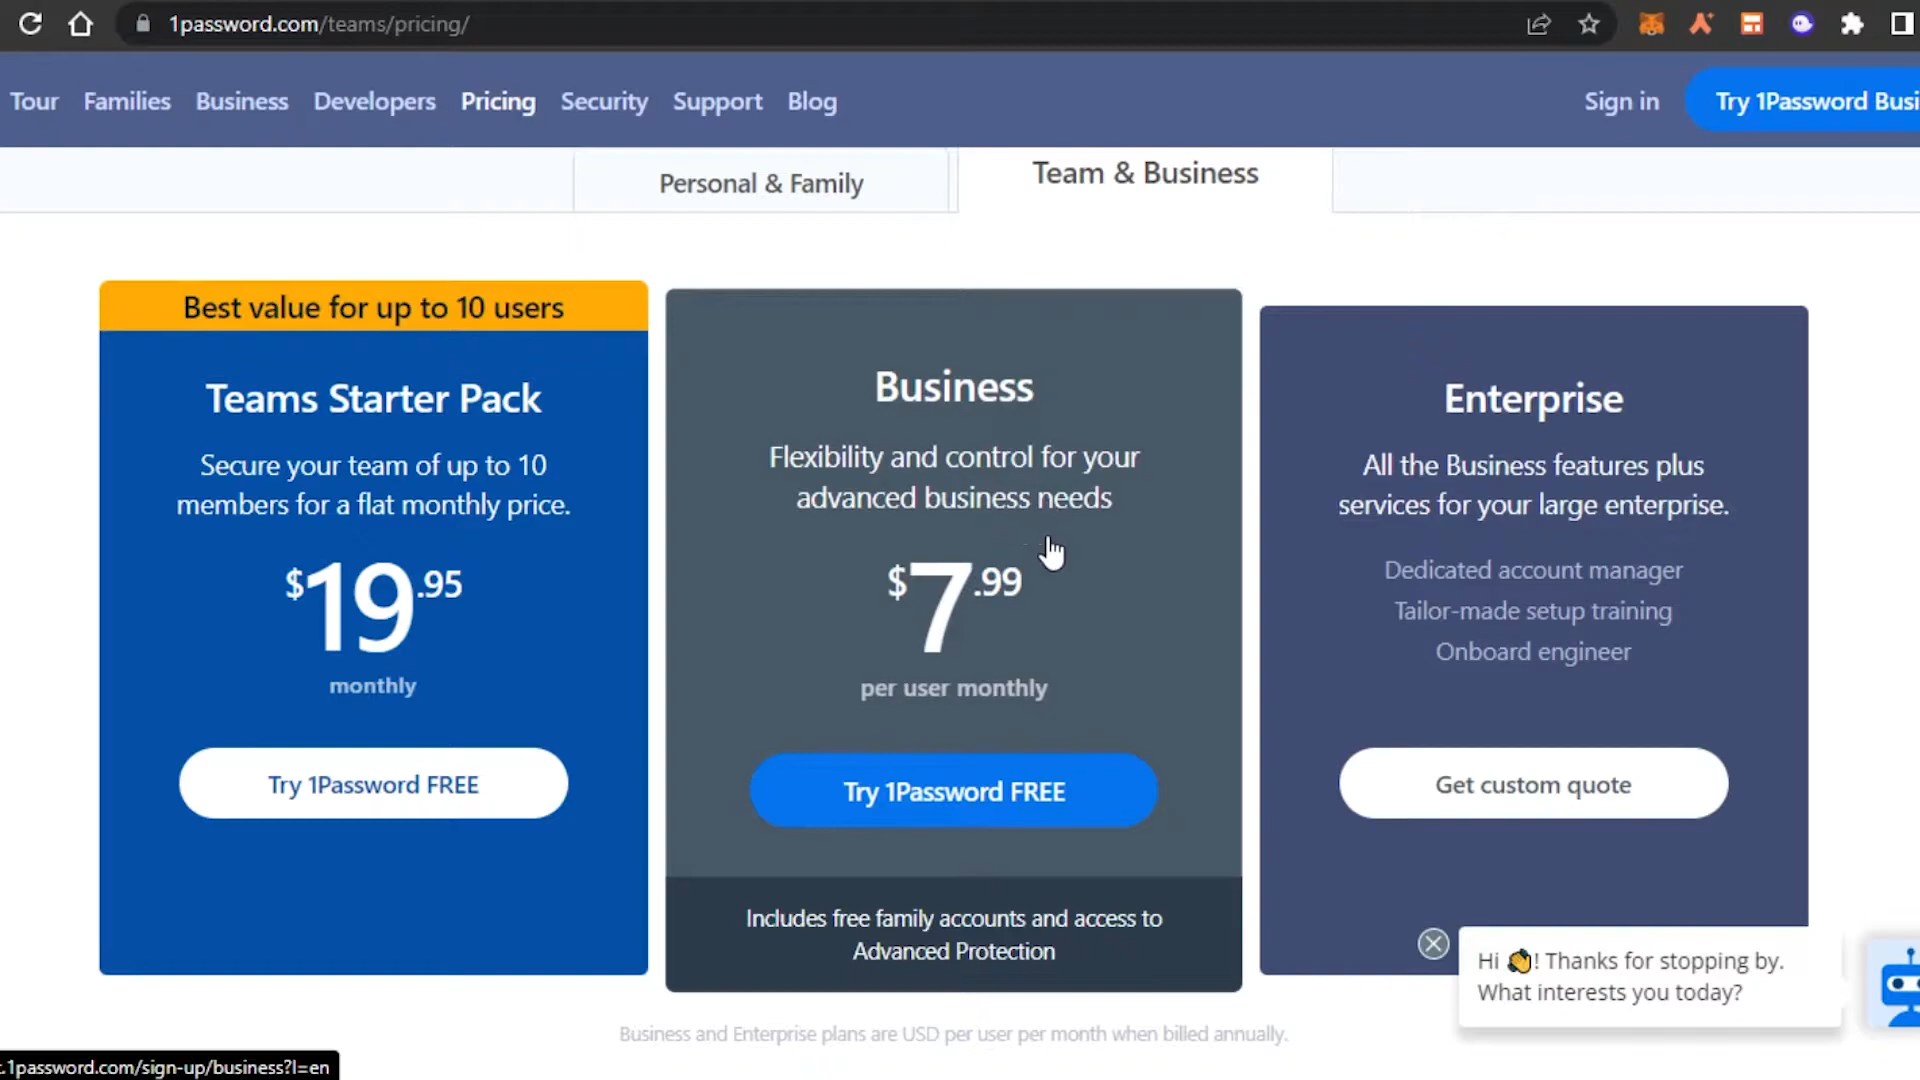 1password.com/teams/pricing/
Tour Families Business Developers Pricing Security Support Blog
Sign in
Try 1Password Busi
Personal & Family
Team & Business
Best value for up to 10 users
Teams Starter Pack
Secure your team of up to 10
members for a flat monthly price.
$19.95
monthly
Try 1Password FREE
Business
Flexibility and control for your
advanced business needs
$7.99
per user monthly
Try 1Password FREE
Includes free family accounts and access to
Advanced Protection
Enterprise
All the Business features plus
services for your large enterprise.
Dedicated account manager
Tailor-made setup training
Onboard engineer
Get custom quote
Hi 👏! Thanks for stopping by.
What interests you today?
Business and Enterprise plans are USD per user per month when billed annually.
.1password.com/sign-up/business?l=en